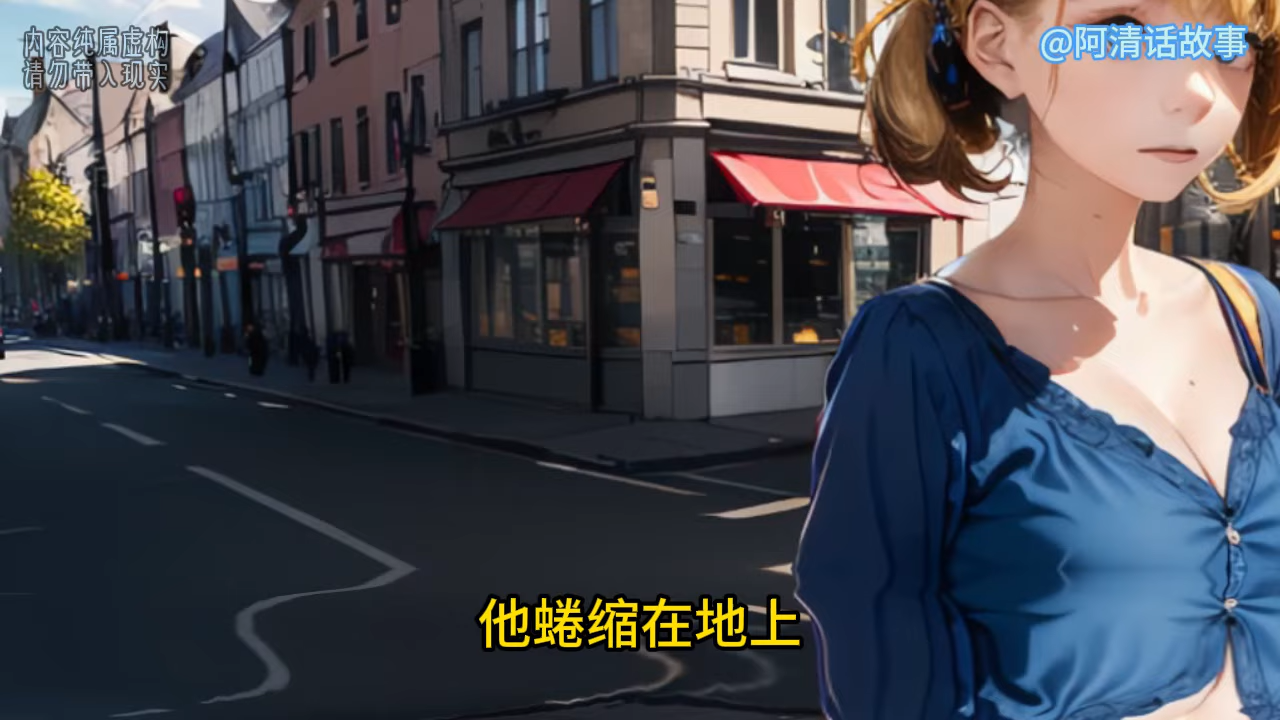 内容纯属虚构
请勿带入现实
@阿清话故事
他蜷缩在地上